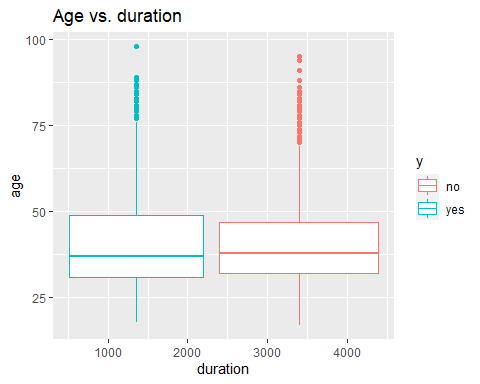 Age vs. duration
100
75
50
25
age
1000 2000 3000 4000
duration
y
no
yes